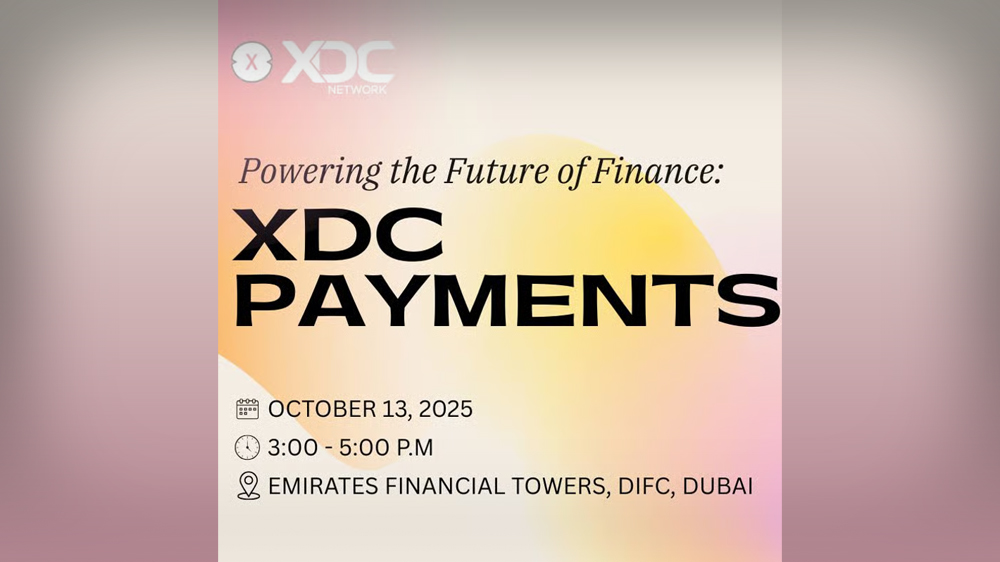 X
XDC
NETWORK
Powering the Future of Finance:
XDC
PAYMENTS
OCTOBER 13, 2025
3:00 - 5:00 P.M
EMIRATES FINANCIAL TOWERS, DIFC, DUBAI